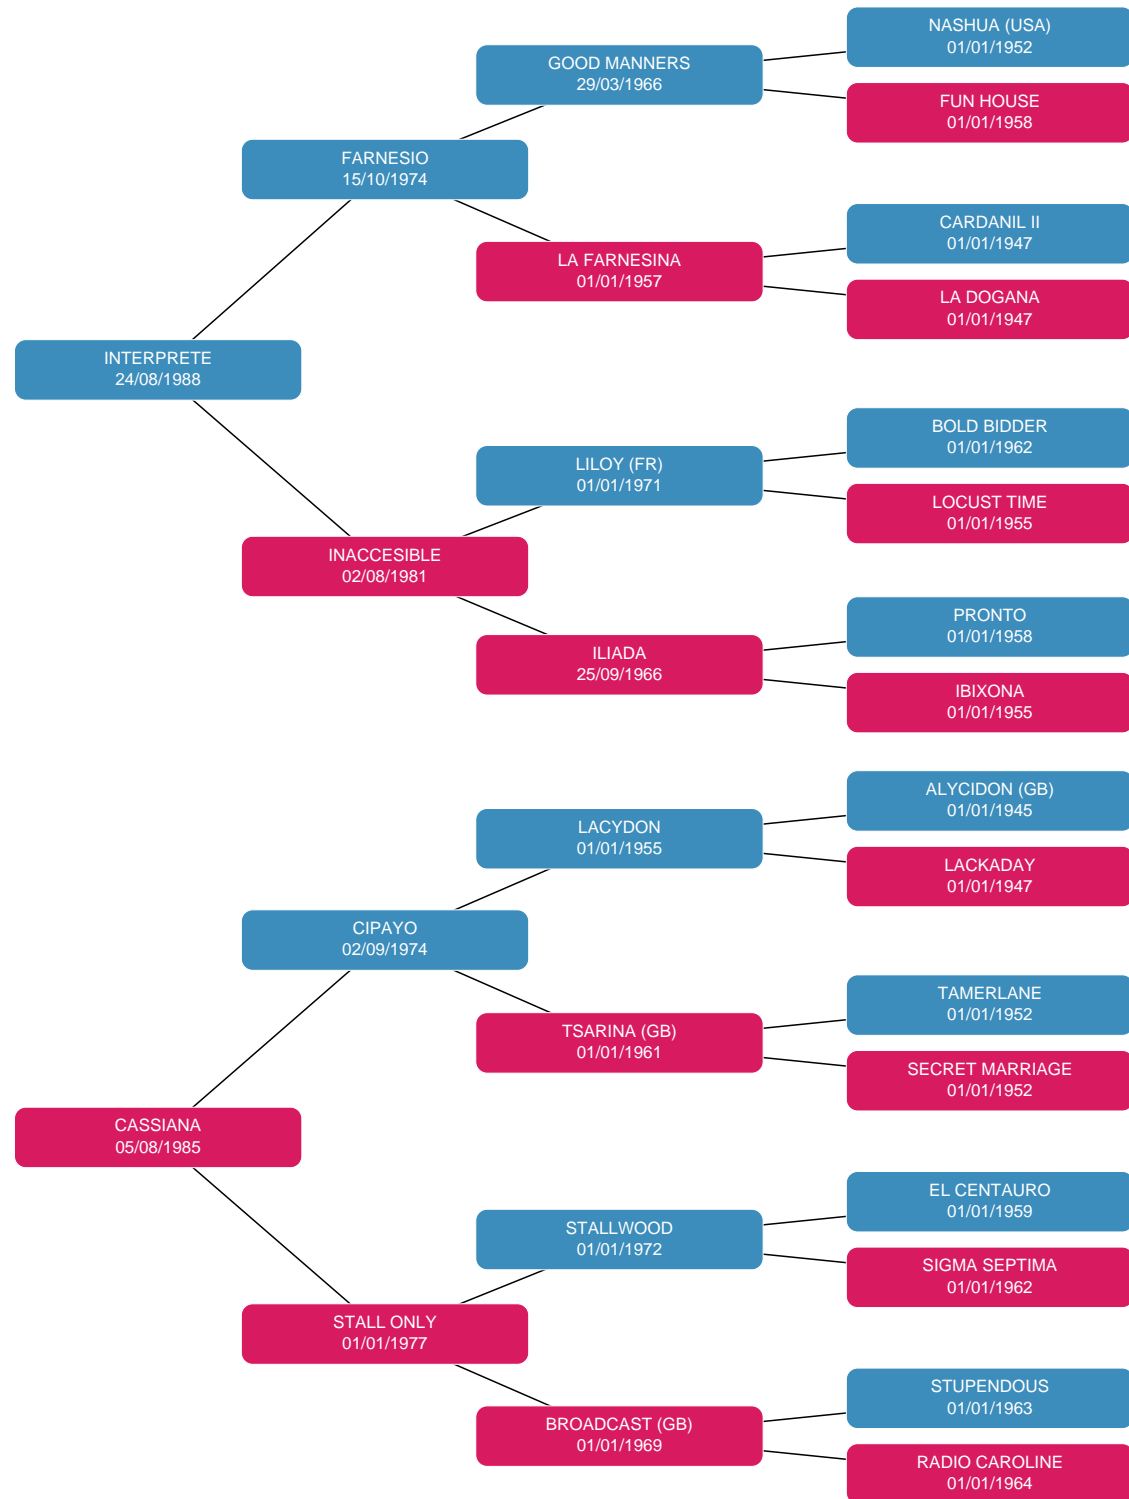 NASHUA (USA)
01/01/1952
GOOD MANNERS
29/03/1966
FUN HOUSE
01/01/1958
FARNESIO
15/10/1974
CARDANIL II
01/01/1947
LA FARNESINA
01/01/1957
LA DOGANA
01/01/1947
INTERPRETE
24/08/1988
BOLD BIDDER
01/01/1962
LILOY (FR)
01/01/1971
LOCUST TIME
01/01/1955
INACCESIBLE
02/08/1981
PRONTO
01/01/1958
ILIADA
25/09/1966
IBIXONA
01/01/1955
ALYCIDON (GB)
01/01/1945
LACYDON
01/01/1955
LACKADAY
01/01/1947
CIPAYO
02/09/1974
TAMERLANE
01/01/1952
TSARINA (GB)
01/01/1961
SECRET MARRIAGE
01/01/1952
CASSIANA
05/08/1985
EL CENTAURO
01/01/1959
STALLWOOD
01/01/1972
SIGMA SEPTIMA
01/01/1962
STALL ONLY
01/01/1977
STUPENDOUS
01/01/1963
BROADCAST (GB)
01/01/1969
RADIO CAROLINE
01/01/1964